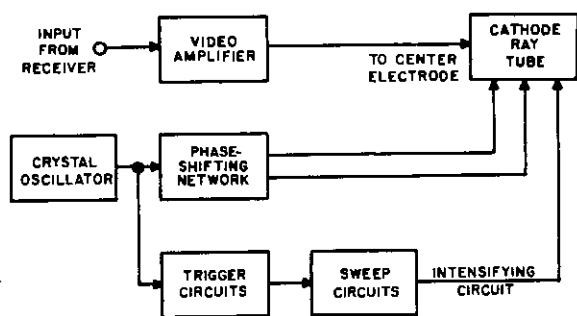 INPUT
FROM
RECEIVER
VIDEO
AMPLIFIER
TO CENTER
ELECTRODE
CATHODE
RAY
TUBE
CRYSTAL
OSCILLATOR
PHASE-
SHIFTING
NETWORK
TRIGGER
CIRCUITS
SWEEP
CIRCUITS
INTENSIFYING
CIRCUIT